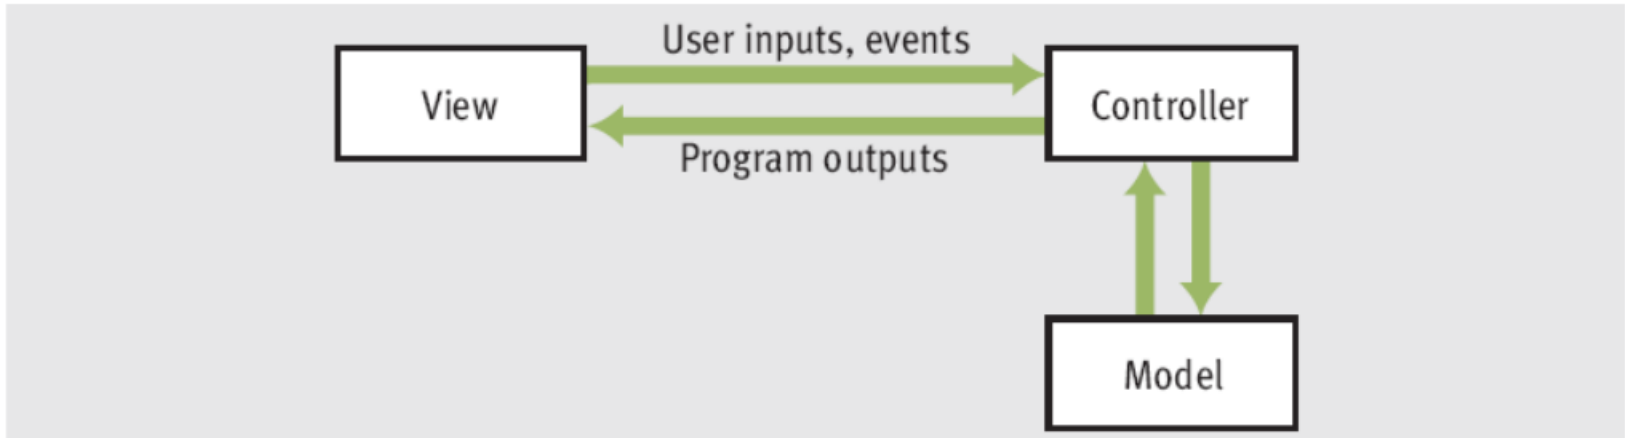 User inputs, events
View
Controller
Program outputs
Model